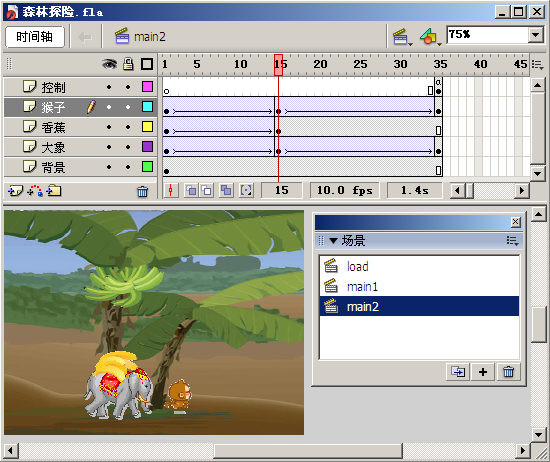 森林探险.fla
时间轴 main2 75%
1 5 10 15 20 25 30 35 40 45
控制
a
猴子
香蕉
大象
背景
15 10.0 fps 1.4s
场景
load
main1
main2